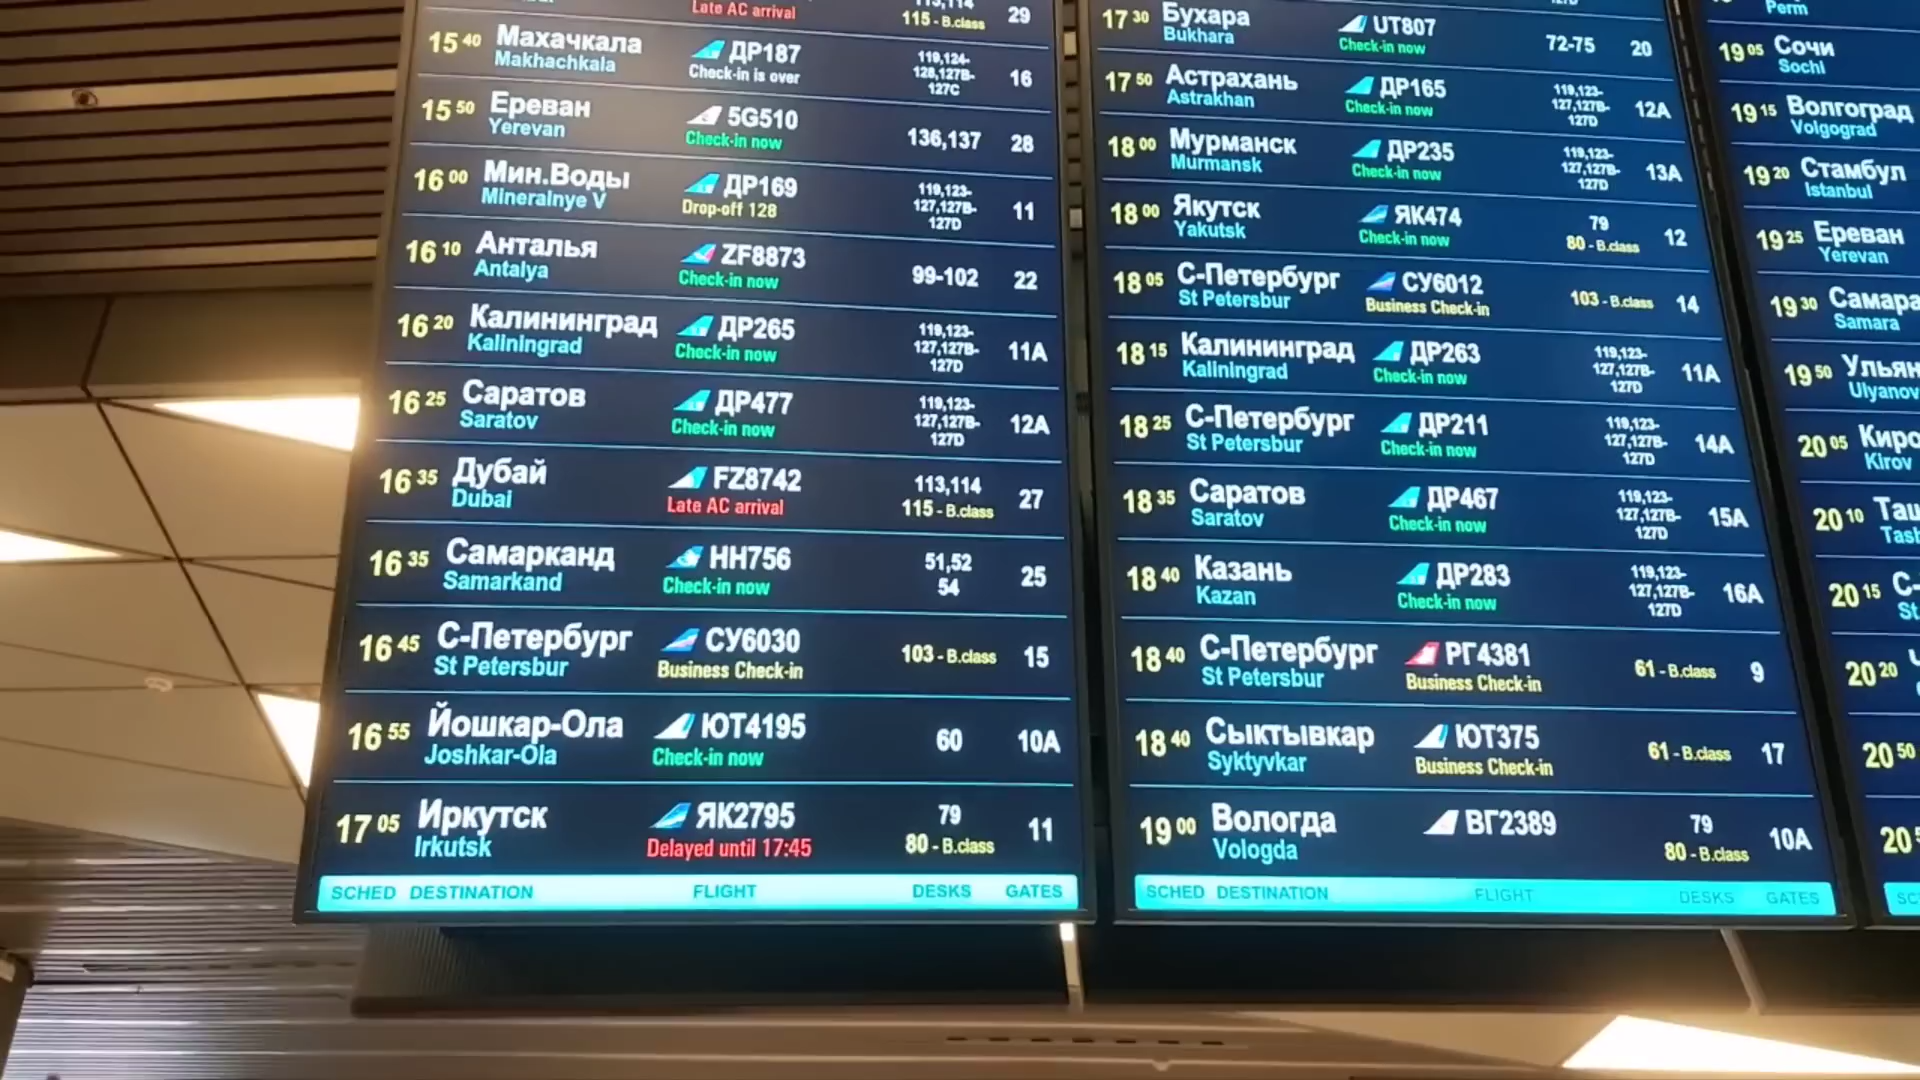 Late AC arrival 115 - B.class 29
15 40 Махачкала ДР187 119,124- 16
Makhachkala Check-in is over 128,127B-
127C
15 50 Ереван 5G510 136,137 28
Yerevan Check-in now
16 00 Мин.Воды ДР169 119,123- 11
Mineralnye V Drop-off 128 127,127B-
127D
16 10 Анталья ZF8873 99-102 22
Antalya Check-in now
16 20 Калининград ДР265 119,123- 11A
Kaliningrad Check-in now 127,127B-
127D
16 25 Саратов ДР477 119,123- 12A
Saratov Check-in now 127,127B-
127D
16 35 Дубай FZ8742 113,114 27
Dubai Late AC arrival 115 - B.class
16 35 Самарканд HH756 51,52 25
Samarkand Check-in now 54
16 45 С-Петербург СУ6030 103 - B.class 15
St Petersbur Business Check-in
16 55 Йошкар-Ола ЮТ4195 60 10A
Joshkar-Ola Check-in now
17 05 Иркутск ЯК2795 79 11
Irkutsk Delayed until 17:45 80 - B.class
SCHED DESTINATION FLIGHT DESKS GATES
17 30 Бухара UT807 72-75 20
Bukhara Check-in now
17 50 Астрахань ДР165 119,123- 12A
Astrakhan Check-in now 127,127B-
127D
18 00 Мурманск ДР235 119,123- 13A
Murmansk Check-in now 127,127B-
127D
18 00 Якутск ЯК474 79 12
Yakutsk Check-in now 80 - B.class
18 05 С-Петербург СУ6012 103 - B.class 14
St Petersbur Business Check-in
18 15 Калининград ДР263 119,123- 11A
Kaliningrad Check-in now 127,127B-
127D
18 25 С-Петербург ДР211 119,123- 14A
St Petersbur Check-in now 127,127B-
127D
18 35 Саратов ДР467 119,123- 15A
Saratov Check-in now 127,127B-
127D
18 40 Казань ДР283 119,123- 16A
Kazan Check-in now 127,127B-
127D
18 40 С-Петербург РГ4381 61 - B.class 9
St Petersbur Business Check-in
18 40 Сыктывкар ЮТ375 61 - B.class 17
Syktyvkar Business Check-in
19 00 Вологда ВГ2389 79 10A
Vologda 80 - B.class
SCHED DESTINATION FLIGHT DESKS GATES
Perm
19 05 Сочи
Sochi
19 15 Волгоград
Volgograd
19 20 Стамбул
Istanbul
19 25 Ереван
Yerevan
19 30 Самара
Samara
19 50 Ульян
Ulyanov
20 05 Киро
Kirov
20 10 Таш
Tash
20 15 С-
St
20 20
20 50
20
SC